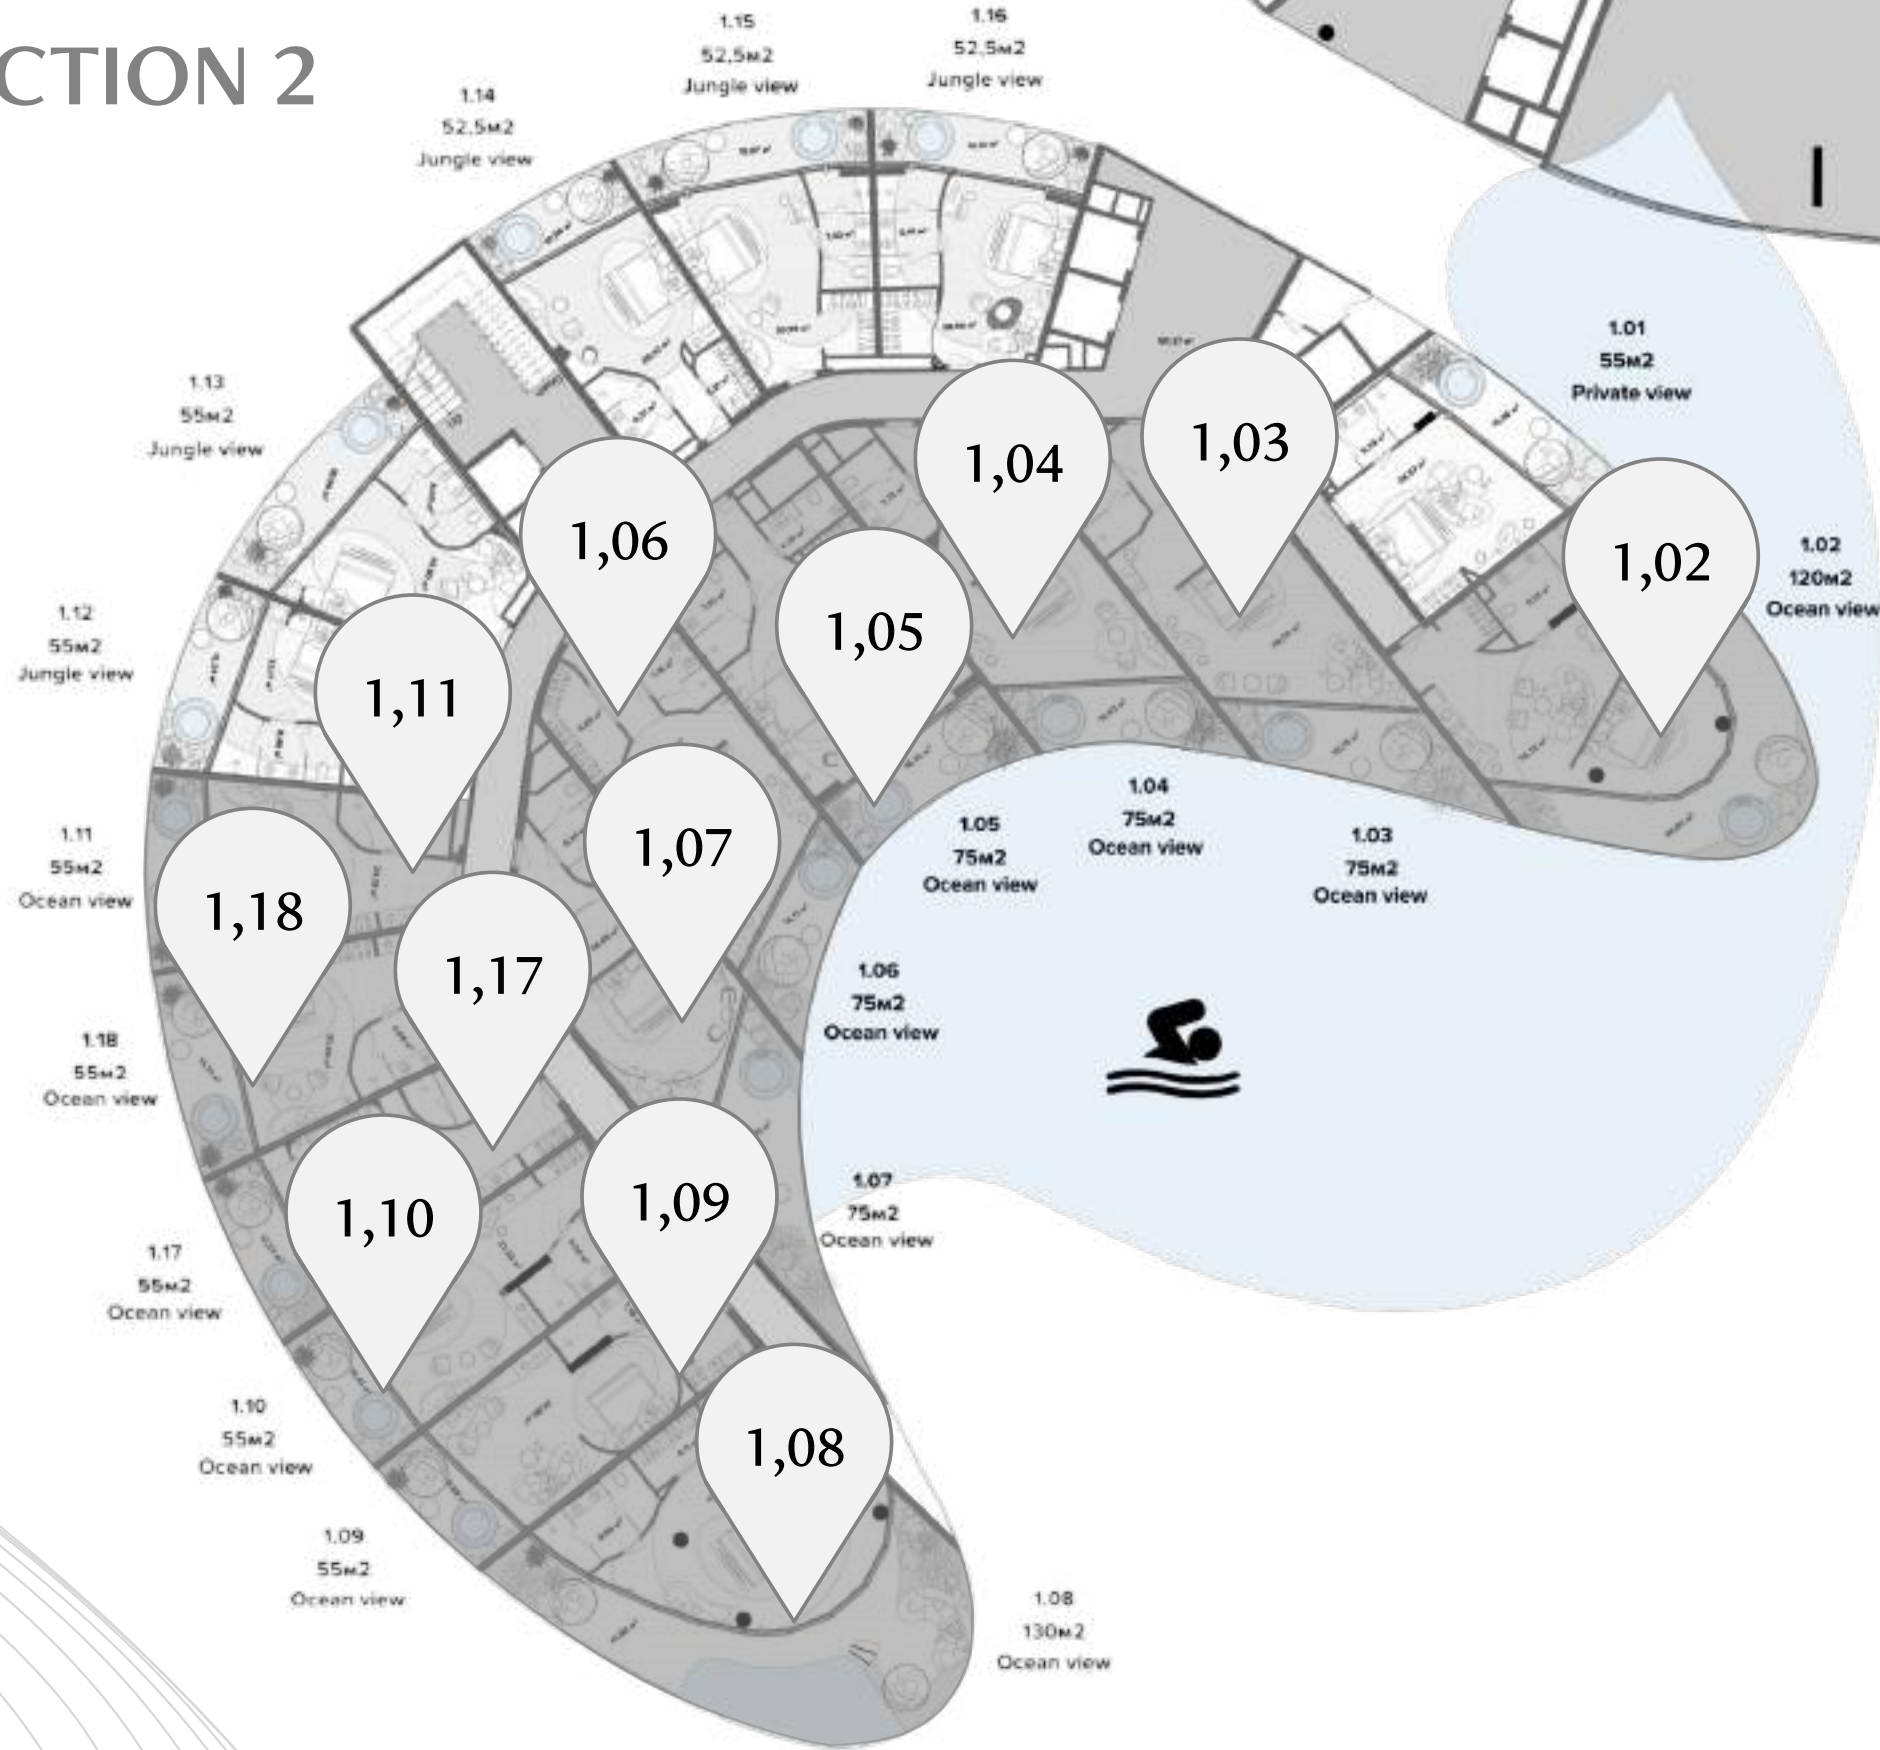 CTION 2
1.15
52,5м2
Jungle view
1.16
52,5м2
Jungle view
1.14
52,5м2
Jungle view
I
1.13
55м2
Jungle view
1.01
55м2
Private view
1,03
1,04
1,06
1,02
1.02
120м2
Ocean view
1,05
1.12
55м2
Jungle view
1,11
1.11
55м2
Ocean view
1,07
1.05
75м2
Ocean view
1.04
75м2
Ocean view
1.03
75м2
Ocean view
1,18
1,17
1.06
75м2
Ocean view
1.18
55м2
Ocean view
1,10
1,09
1.07
75м2
Ocean view
1.17
55м2
Ocean view
1.10
55м2
Ocean view
1,08
1.09
55м2
Ocean view
1.08
130м2
Ocean view